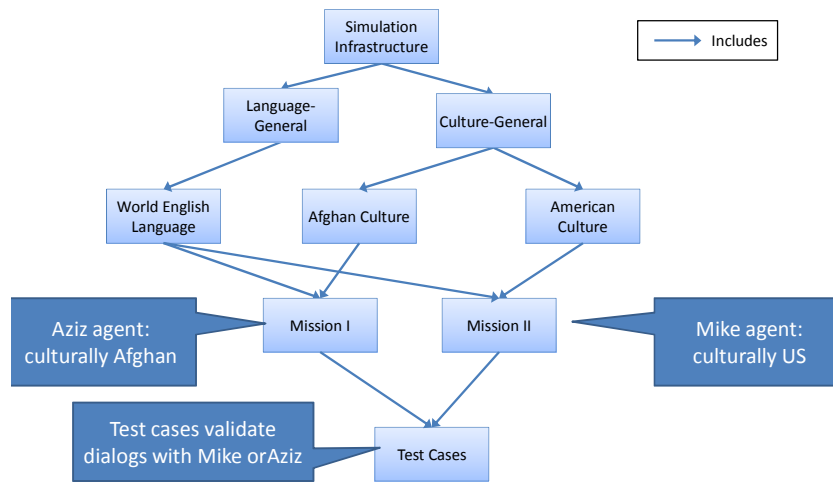 Simulation
Infrastructure
Includes
Language-
General
Culture-General
World English
Language
Afghan Culture
American
Culture
Aziz agent:
culturally Afghan
Mission I
Mission II
Mike agent:
culturally US
Test cases validate
dialogs with Mike orAziz
Test Cases